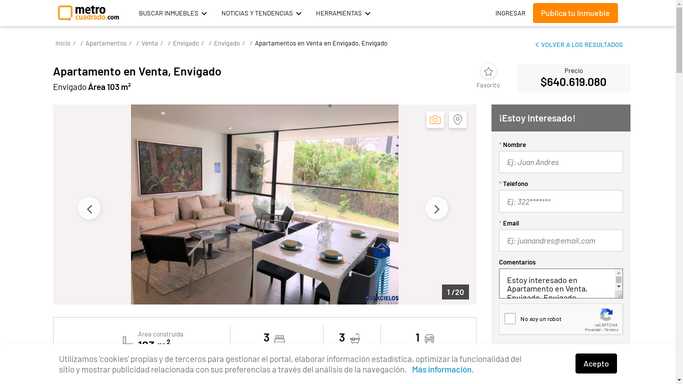 metro
cuadrado.com
BUSCAR INMUEBLES
NOTICIAS Y TENDENCIAS
HERRAMIENTAS
INGRESAR
Publica tu Inmueble
Inicio / / Apartamentos / / Venta / / Envigado / / Envigado / / Apartamentos en Venta en Envigado, Envigado
VOLVER A LOS RESULTADOS
Apartamento en Venta, Envigado
Envigado Área 103 m²
Favorito
Precio
$640.619.080
¡Estoy Interesado!
* Nombre
Ej: Juan Andres
* Telefono
Ej: 322*******
* Email
Ej: juanandres@email.com
Comentarios
Estoy interesado en
Apartamento en Venta,
Envigado, Envigado
No soy un robot
reCAPTCHA
Privacidad - Términos
1 / 20
Área construida
103 m²
3
3
1
Utilizamos 'cookies' propias y de terceros para gestionar el portal, elaborar información estadística, optimizar la funcionalidad del
sitio y mostrar publicidad relacionada con sus preferencias a través del análisis de la navegación. Más información.
Acepto